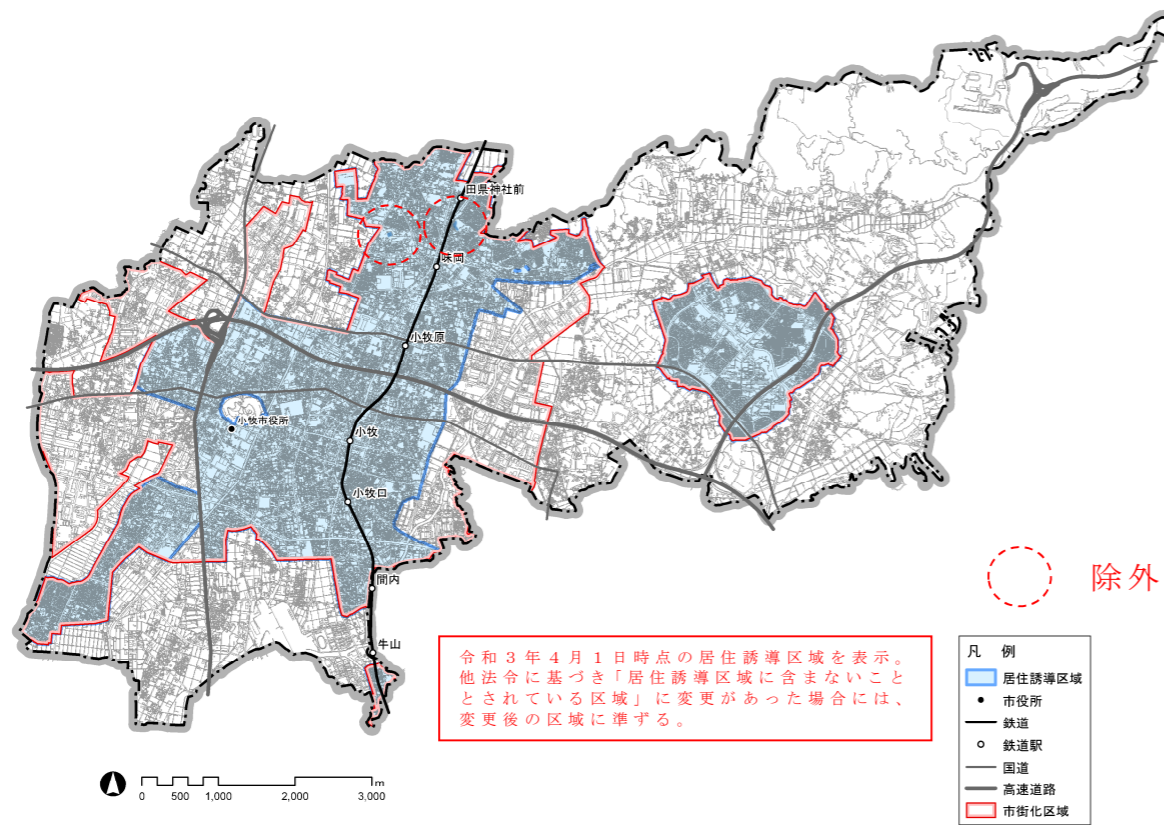 田県神社前
味岡
小牧原
小牧市役所
小牧
小牧口
間内
牛山
除外
令和３年４月１日時点の居住誘導区域を表示。
他法令に基づき「居住誘導区域に含まないこと
とされている区域」に変更があった場合には、
変更後の区域に準ずる。
凡 例
居住誘導区域
市役所
鉄道
鉄道駅
国道
高速道路
市街化区域
0 500 1,000 2,000 3,000 m